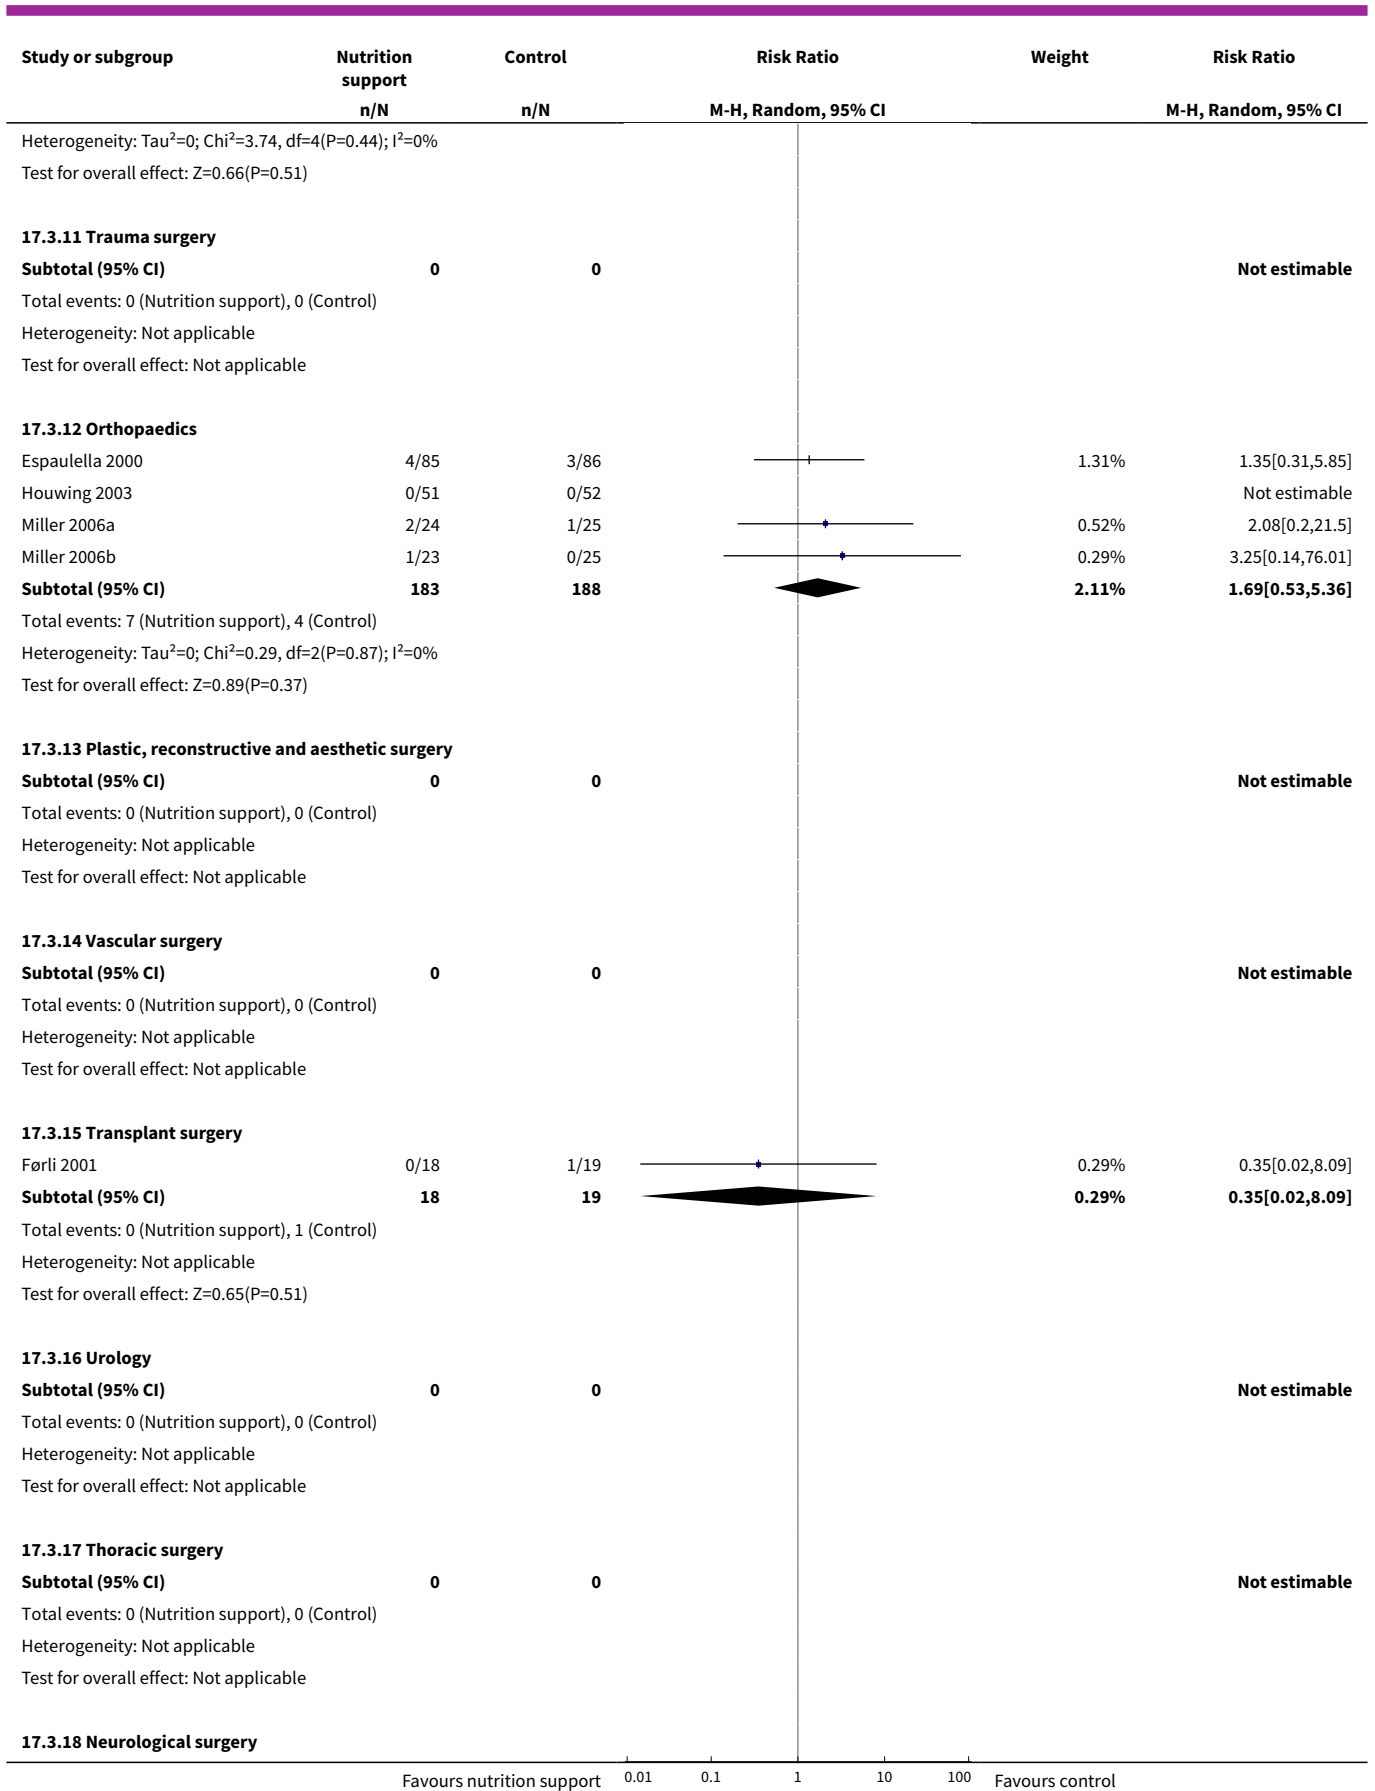 Study or subgroup Nutrition support Control Risk Ratio Weight Risk Ratio
n/N n/N M-H, Random, 95% CI M-H, Random, 95% CI
Heterogeneity: Tau²=0; Chi²=3.74, df=4(P=0.44); I²=0%
Test for overall effect: Z=0.66(P=0.51)
17.3.11 Trauma surgery
Subtotal (95% CI) 0 0 Not estimable
Total events: 0 (Nutrition support), 0 (Control)
Heterogeneity: Not applicable
Test for overall effect: Not applicable
17.3.12 Orthopaedics
Espaulella 2000 4/85 3/86 1.31% 1.35[0.31,5.85]
Houwing 2003 0/51 0/52 Not estimable
Miller 2006a 2/24 1/25 0.52% 2.08[0.2,21.5]
Miller 2006b 1/23 0/25 0.29% 3.25[0.14,76.01]
Subtotal (95% CI) 183 188 2.11% 1.69[0.53,5.36]
Total events: 7 (Nutrition support), 4 (Control)
Heterogeneity: Tau²=0; Chi²=0.29, df=2(P=0.87); I²=0%
Test for overall effect: Z=0.89(P=0.37)
17.3.13 Plastic, reconstructive and aesthetic surgery
Subtotal (95% CI) 0 0 Not estimable
Total events: 0 (Nutrition support), 0 (Control)
Heterogeneity: Not applicable
Test for overall effect: Not applicable
17.3.14 Vascular surgery
Subtotal (95% CI) 0 0 Not estimable
Total events: 0 (Nutrition support), 0 (Control)
Heterogeneity: Not applicable
Test for overall effect: Not applicable
17.3.15 Transplant surgery
Førli 2001 0/18 1/19 0.29% 0.35[0.02,8.09]
Subtotal (95% CI) 18 19 0.29% 0.35[0.02,8.09]
Total events: 0 (Nutrition support), 1 (Control)
Heterogeneity: Not applicable
Test for overall effect: Z=0.65(P=0.51)
17.3.16 Urology
Subtotal (95% CI) 0 0 Not estimable
Total events: 0 (Nutrition support), 0 (Control)
Heterogeneity: Not applicable
Test for overall effect: Not applicable
17.3.17 Thoracic surgery
Subtotal (95% CI) 0 0 Not estimable
Total events: 0 (Nutrition support), 0 (Control)
Heterogeneity: Not applicable
Test for overall effect: Not applicable
17.3.18 Neurological surgery
Favours nutrition support 0.01 0.1 1 10 100 Favours control